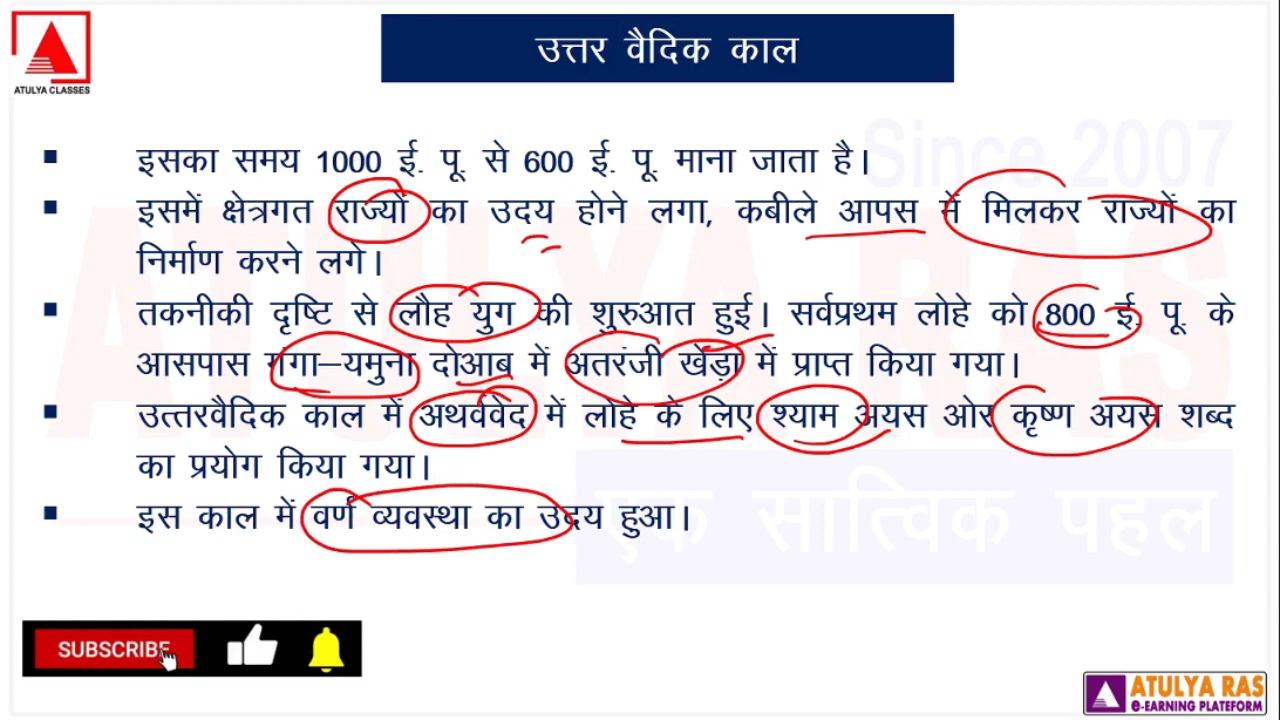 उत्तर वैदिक काल
ATULYA CLASSES
Since 2007
इसका समय 1000 ई. पू. से 600 ई. पू. माना जाता है।
इसमें क्षेत्रगत राज्यों का उदय होने लगा, कबीले आपस में मिलकर राज्यों का
निर्माण करने लगे।
तकनीकी दृष्टि से लौह युग की शुरुआत हुई। सर्वप्रथम लोहे को 800 ई. पू. के
आसपास गंगा–यमुना दोआब में अतरंजी खेड़ा में प्राप्त किया गया।
उत्तरवैदिक काल में अथर्ववेद में लोहे के लिए श्याम अयस ओर कृष्ण अयस शब्द
का प्रयोग किया गया।
इस काल में वर्ण व्यवस्था का उदय हुआ।
ATULYA RAS
एक सात्विक पहल
SUBSCRIBE
ATULYA RAS
e-EARNING PLATEFORM